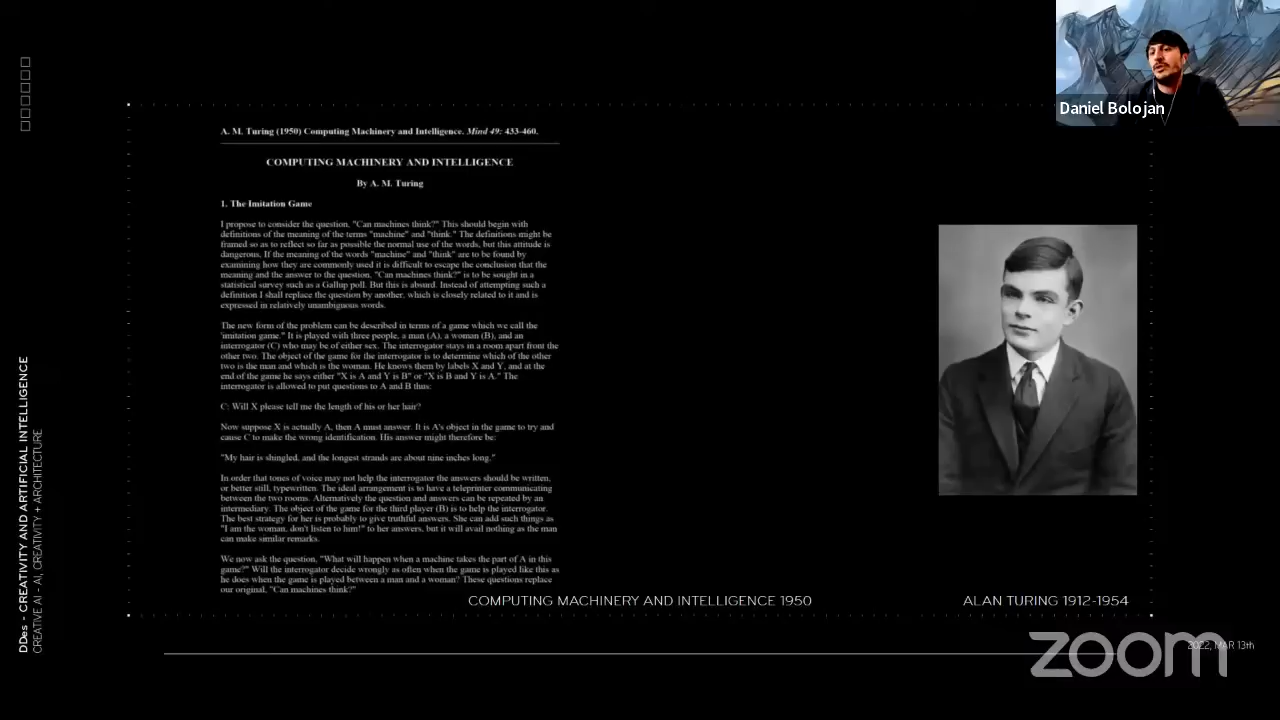 Daniel Bolojan
A. M. Turing (1950) Computing Machinery and Intelligence. Mind 49: 433-460.
COMPUTING MACHINERY AND INTELLIGENCE
By A. M. Turing
1. The Imitation Game
I propose to consider the question, "Can machines think?" This should begin with
definitions of the meaning of the terms "machine" and "think." The definitions might be
framed so as to reflect so far as possible the normal use of the words, but this attitude is
dangerous, If the meaning of the words "machine" and "think" are to be found by
examining how they are commonly used it is difficult to escape the conclusion that the
meaning and the answer to the question, "Can machines think?" is to be sought in a
statistical survey such as a Gallup poll. But this is absurd. Instead of attempting such a
definition I shall replace the question by another, which is closely related to it and is
expressed in relatively unambiguous words.
The new form of the problem can be described in terms of a game which we call the
'imitation game." It is played with three people, a man (A), a woman (B), and an
interrogator (C) who may be of either sex. The interrogator stays in a room apart front the
other two. The object of the game for the interrogator is to determine which of the other
two is the man and which is the woman. He knows them by labels X and Y, and at the
end of the game he says either "X is A and Y is B" or "X is B and Y is A." The
interrogator is allowed to put questions to A and B thus:
C: Will X please tell me the length of his or her hair?
Now suppose X is actually A, then A must answer. It is A's object in the game to try and
cause C to make the wrong identification. His answer might therefore be:
"My hair is shingled, and the longest strands are about nine inches long."
In order that tones of voice may not help the interrogator the answers should be written,
or better still, typewritten. The ideal arrangement is to have a teleprinter communicating
between the two rooms. Alternatively the question and answers can be repeated by an
intermediary. The object of the game for the third player (B) is to help the interrogator.
The best strategy for her is probably to give truthful answers. She can add such things as
"I am the woman, don't listen to him!" to her answers, but it will avail nothing as the man
can make similar remarks.
We now ask the question, "What will happen when a machine takes the part of A in this
game?" Will the interrogator decide wrongly as often when the game is played like this as
he does when the game is played between a man and a woman? These questions replace
our original, "Can machines think?"
COMPUTING MACHINERY AND INTELLIGENCE 1950
ALAN TURING 1912-1954
DDes - CREATIVITY AND ARTIFICIAL INTELLIGENCE
CREATIVE AI - AI, CREATIVITY + ARCHITECTURE
2022, MAR 13th
zoom